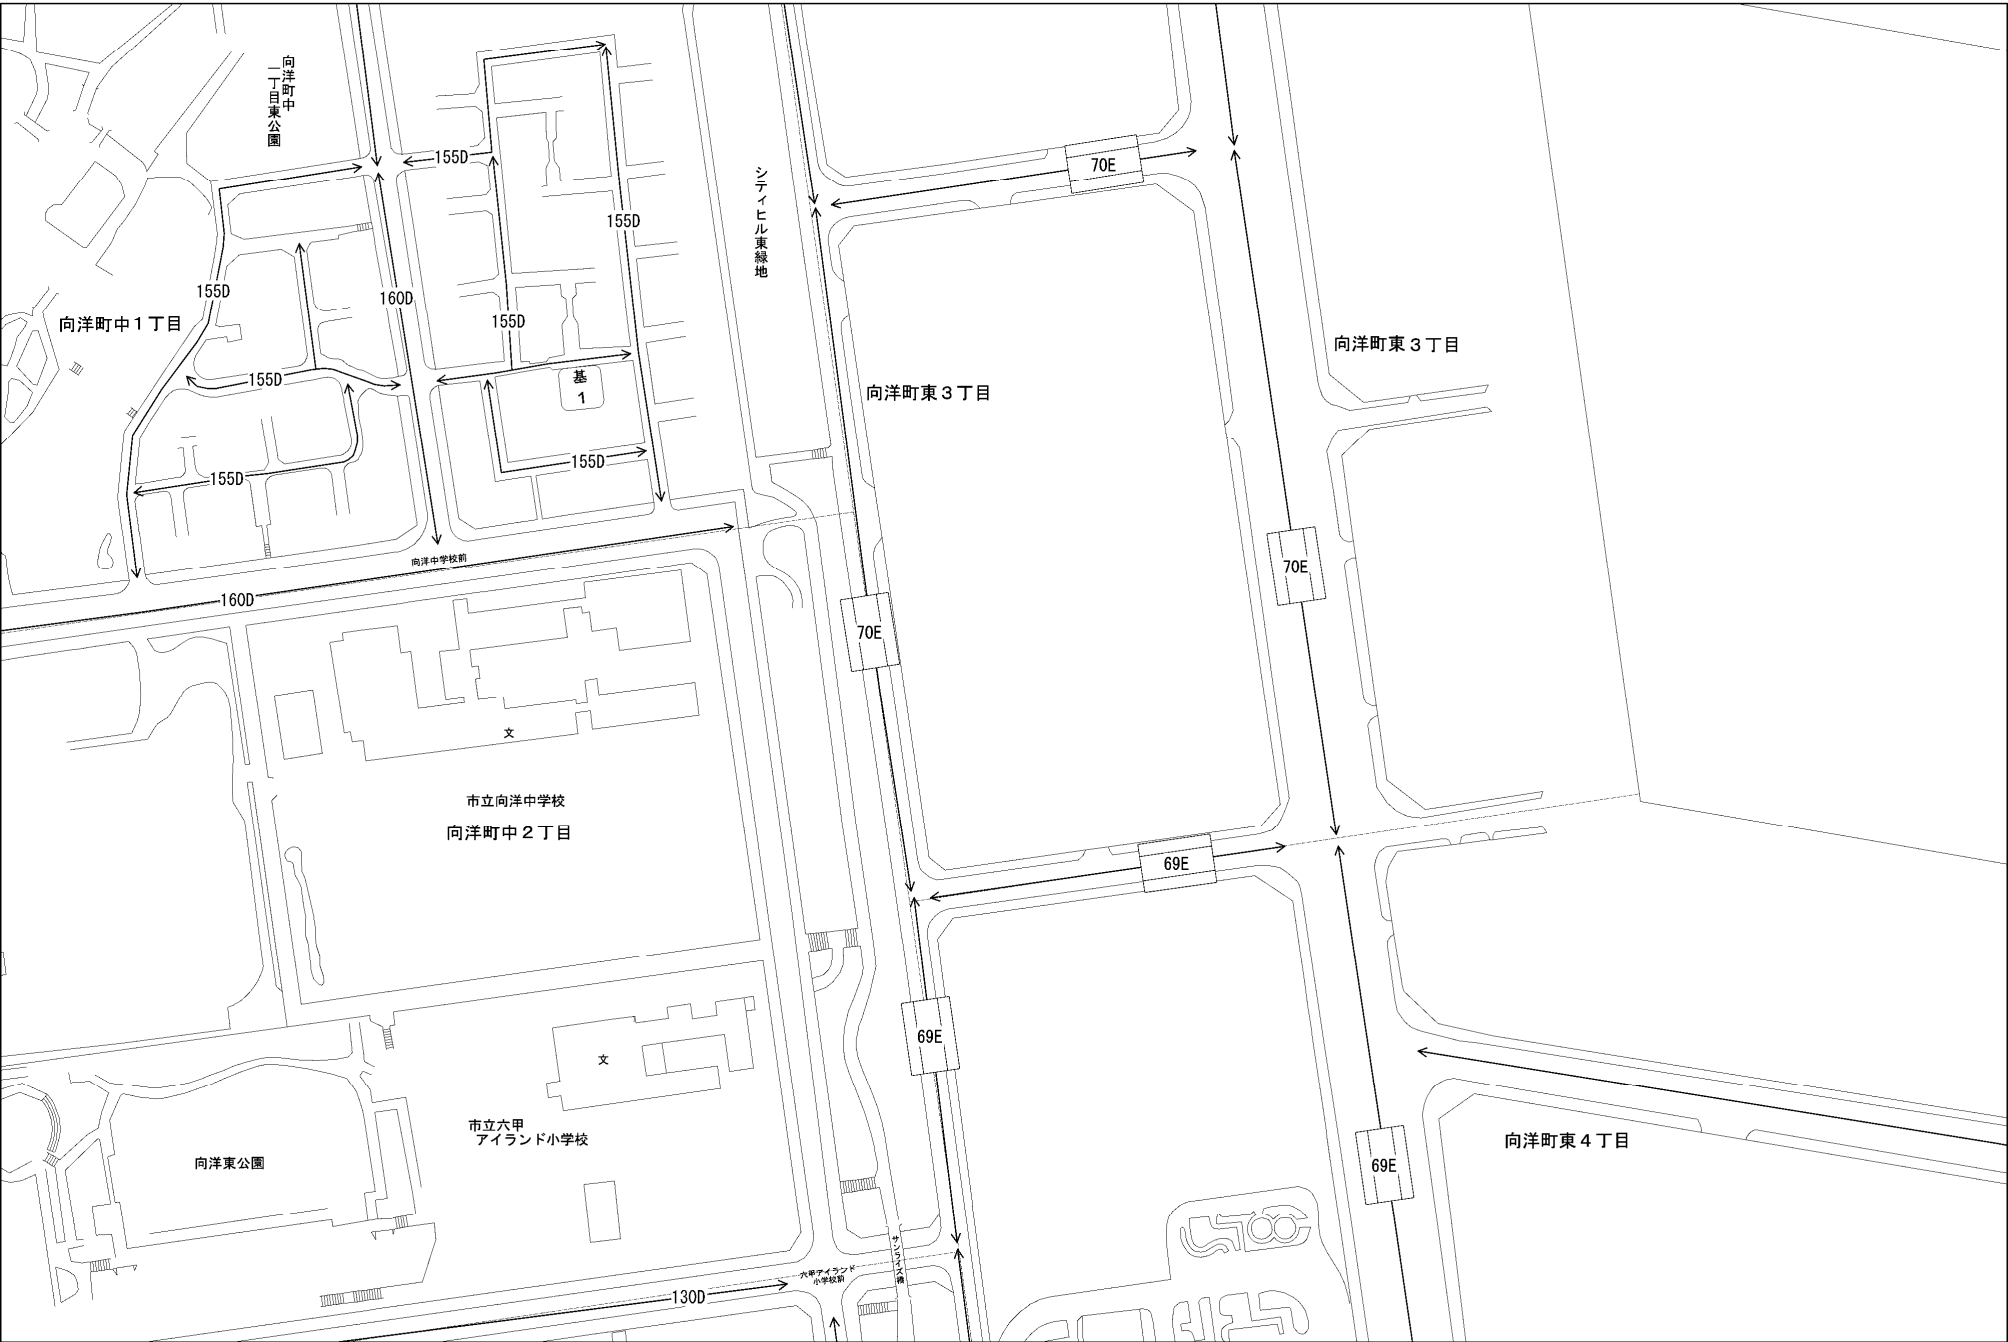 向洋町中
一丁目東公園
155D
70E
155D
シティヒル東緑地
155D
160D
155D
向洋町中１丁目
向洋町東３丁目
155D
基
1
向洋町東３丁目
155D
155D
向洋中学校前
70E
160D
70E
文
市立向洋中学校
向洋町中２丁目
69E
69E
文
市立六甲
アイランド小学校
向洋町東４丁目
向洋東公園
69E
サンライズ橋
六甲アイランド
小学校前
130D